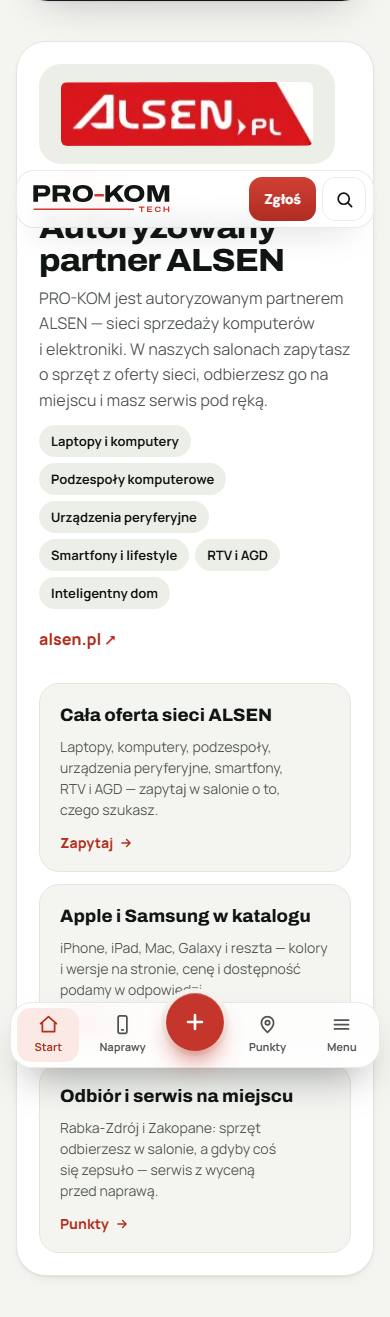 ALSEN.PL
PRO-KOM
TECH
Zgłoś
Autoryzowany
partner ALSEN
PRO-KOM jest autoryzowanym partnerem
ALSEN — sieci sprzedaży komputerów
i elektroniki. W naszych salonach zapytasz
o sprzęt z oferty sieci, odbierzesz go na
miejscu i masz serwis pod ręką.
Laptopy i komputery
Podzespoły komputerowe
Urządzenia peryferyjne
Smartfony i lifestyle
RTV i AGD
Inteligentny dom
alsen.pl ↗
Cała oferta sieci ALSEN
Laptopy, komputery, podzespoły,
urządzenia peryferyjne, smartfony,
RTV i AGD — zapytaj w salonie o to,
czego szukasz.
Zapytaj →
Apple i Samsung w katalogu
iPhone, iPad, Mac, Galaxy i reszta — kolory
i wersje na stronie, cenę i dostępność
podamy w odpowiedzi.
Start
Naprawy
+
Punkty
Menu
Odbiór i serwis na miejscu
Rabka-Zdrój i Zakopane: sprzęt
odbierzesz w salonie, a gdyby coś
się zepsuło — serwis z wyceną
przed naprawą.
Punkty →